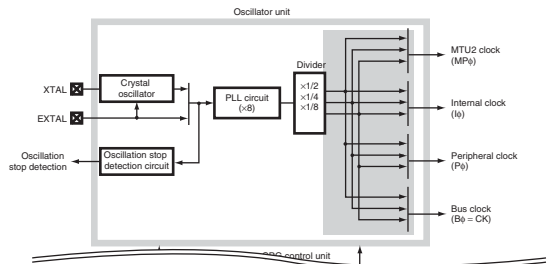 Oscillator unit
XTAL
EXTAL
Crystal
oscillator
Oscillation
stop detection
Oscillation stop
detection circuit
PLL circuit
(×8)
Divider
×1/2
×1/4
×1/8
MTU2 clock
(MPϕ)
Internal clock
(Iϕ)
Peripheral clock
(Pϕ)
Bus clock
(Bϕ = CK)
control unit